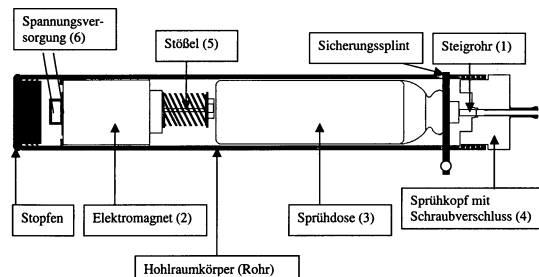 Spannungsver-
sorgung (6)
Stößel (5)
Sicherungssplint
Steigrohr (1)
Stopfen
Elektromagnet (2)
Sprühdose (3)
Sprühkopf mit
Schraubverschluss (4)
Hohlraumkörper (Rohr)